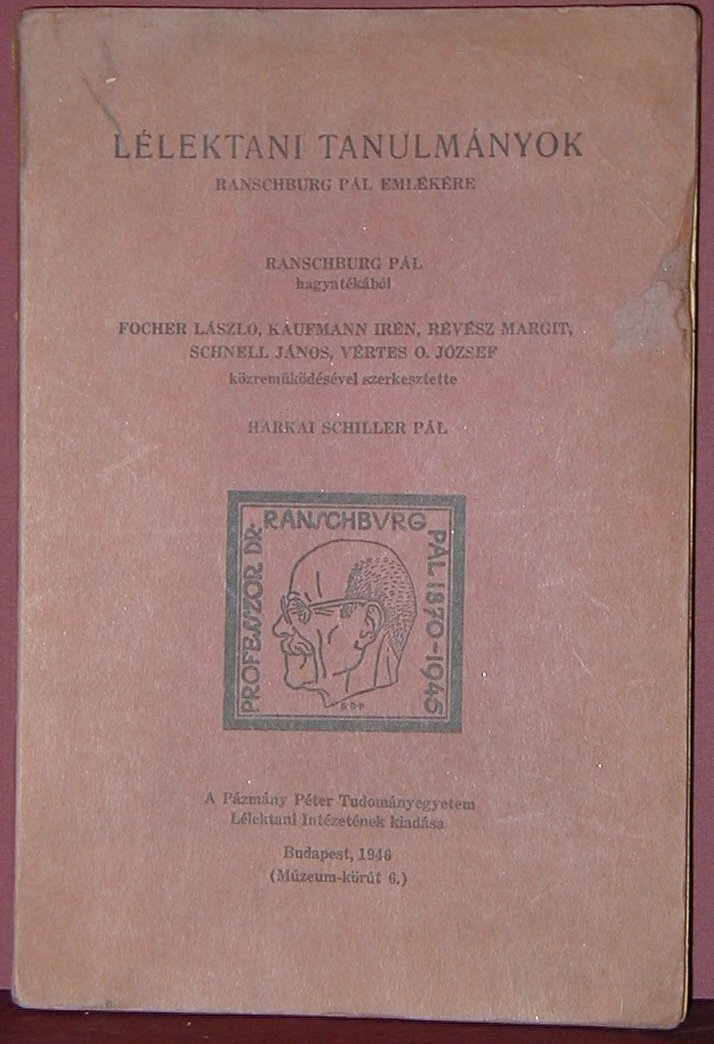 LÉLEKTANI TANULMÁNYOK
RANSCHBURG PÁL EMLÉKÉRE
RANSCHBURG PÁL
hagyatékából
FOCHER LÁSZLÓ, KAUFMANN IRÉN, RÉVÉSZ MARGIT,
SCHNELL JÁNOS, VÉRTES O. JÓZSEF
közreműködésével szerkesztette
HARKAI SCHILLER PÁL
PROFESSZOR DR.
RANSCHBVRG
PÁL 1870-1945
A Pázmány Péter Tudományegyetem
Lélektani Intézetének kiadása
Budapest, 1946
(Múzeum-körút 6.)